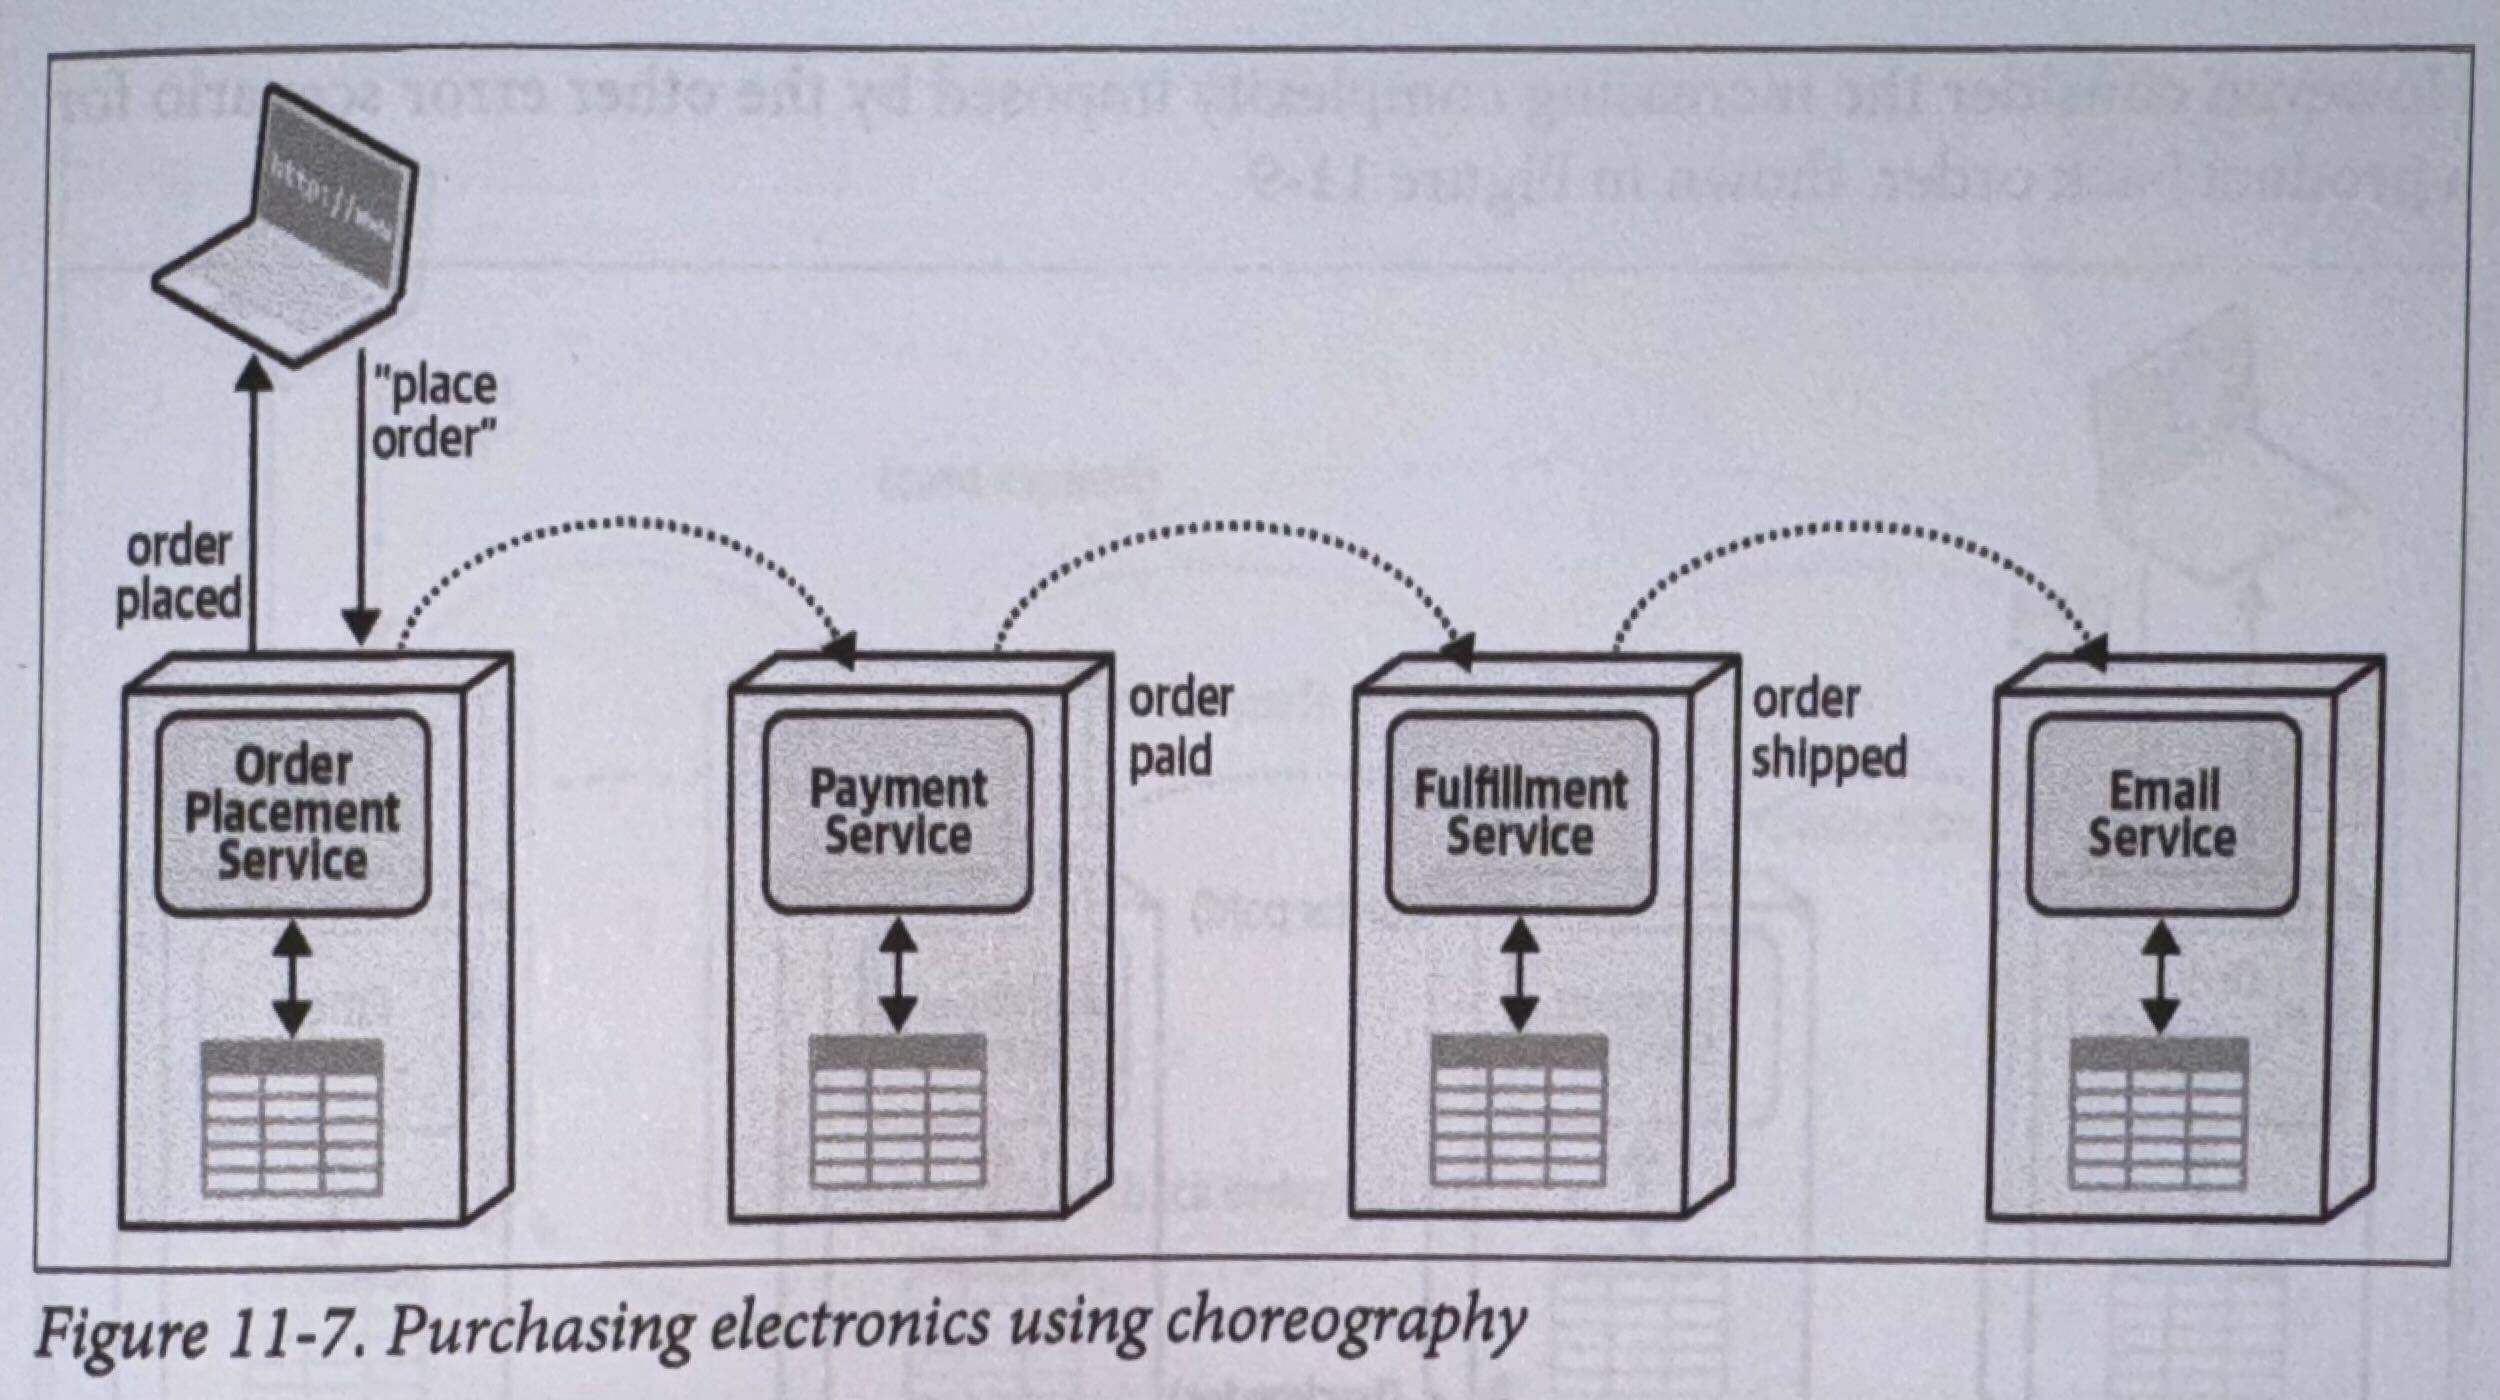 http://
"place
order"
order
placed
order
paid
order
shipped
Order
Placement
Service
Payment
Service
Fulfillment
Service
Email
Service
Figure 11-7. Purchasing electronics using choreography